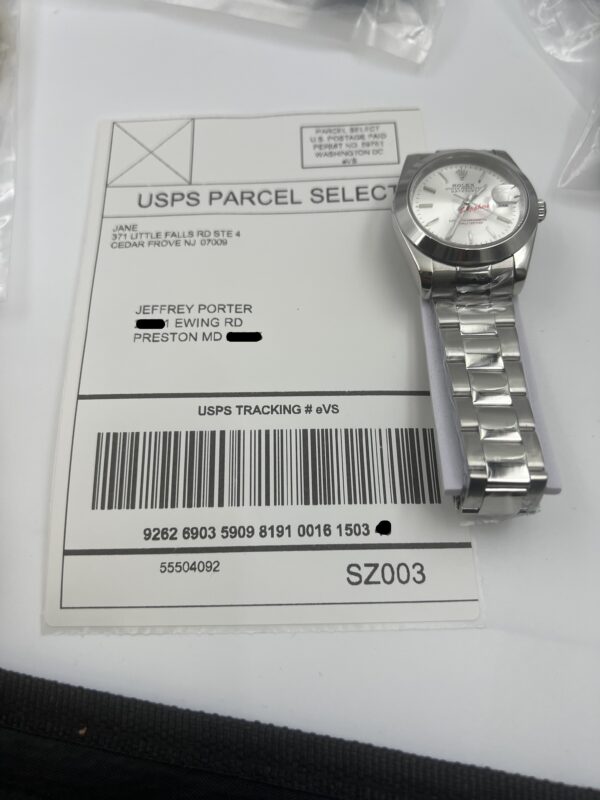 PARCEL SELECT
U.S. POSTAGE PAID
PERMIT NO.
WASHINGTON DC
eVS
USPS PARCEL SELECT
JANE
371 LITTLE FALLS RD STE 4
CEDAR FROVE NJ 07009
JEFFREY PORTER
1 EWING RD
PRESTON MD
USPS TRACKING # eVS
9262 6903 5909 8191 0016 1503
55504092
SZ003
ROLEX